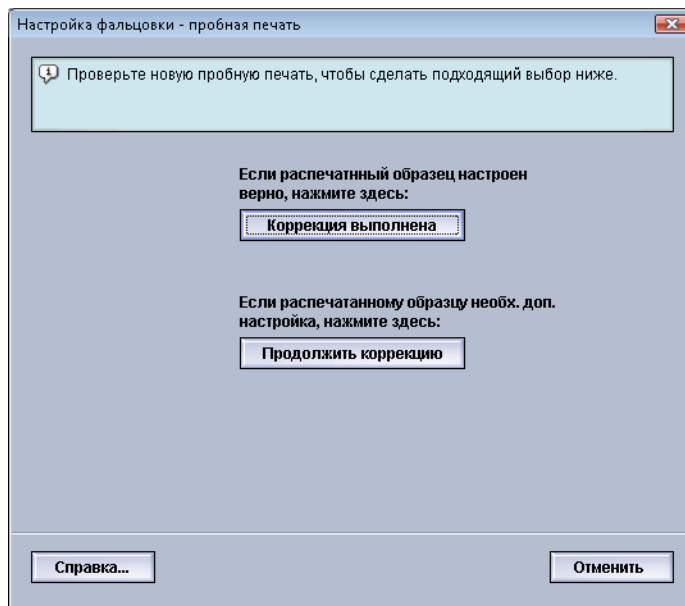 Настройка фальцовки - пробная печать
Проверьте новую пробную печать, чтобы сделать подходящий выбор ниже.
Если распечатнный образец настроен
верно, нажмите здесь:
Коррекция выполнена
Если распечатанному образцу необх. доп.
настройка, нажмите здесь:
Продолжить коррекцию
Справка...
Отменить